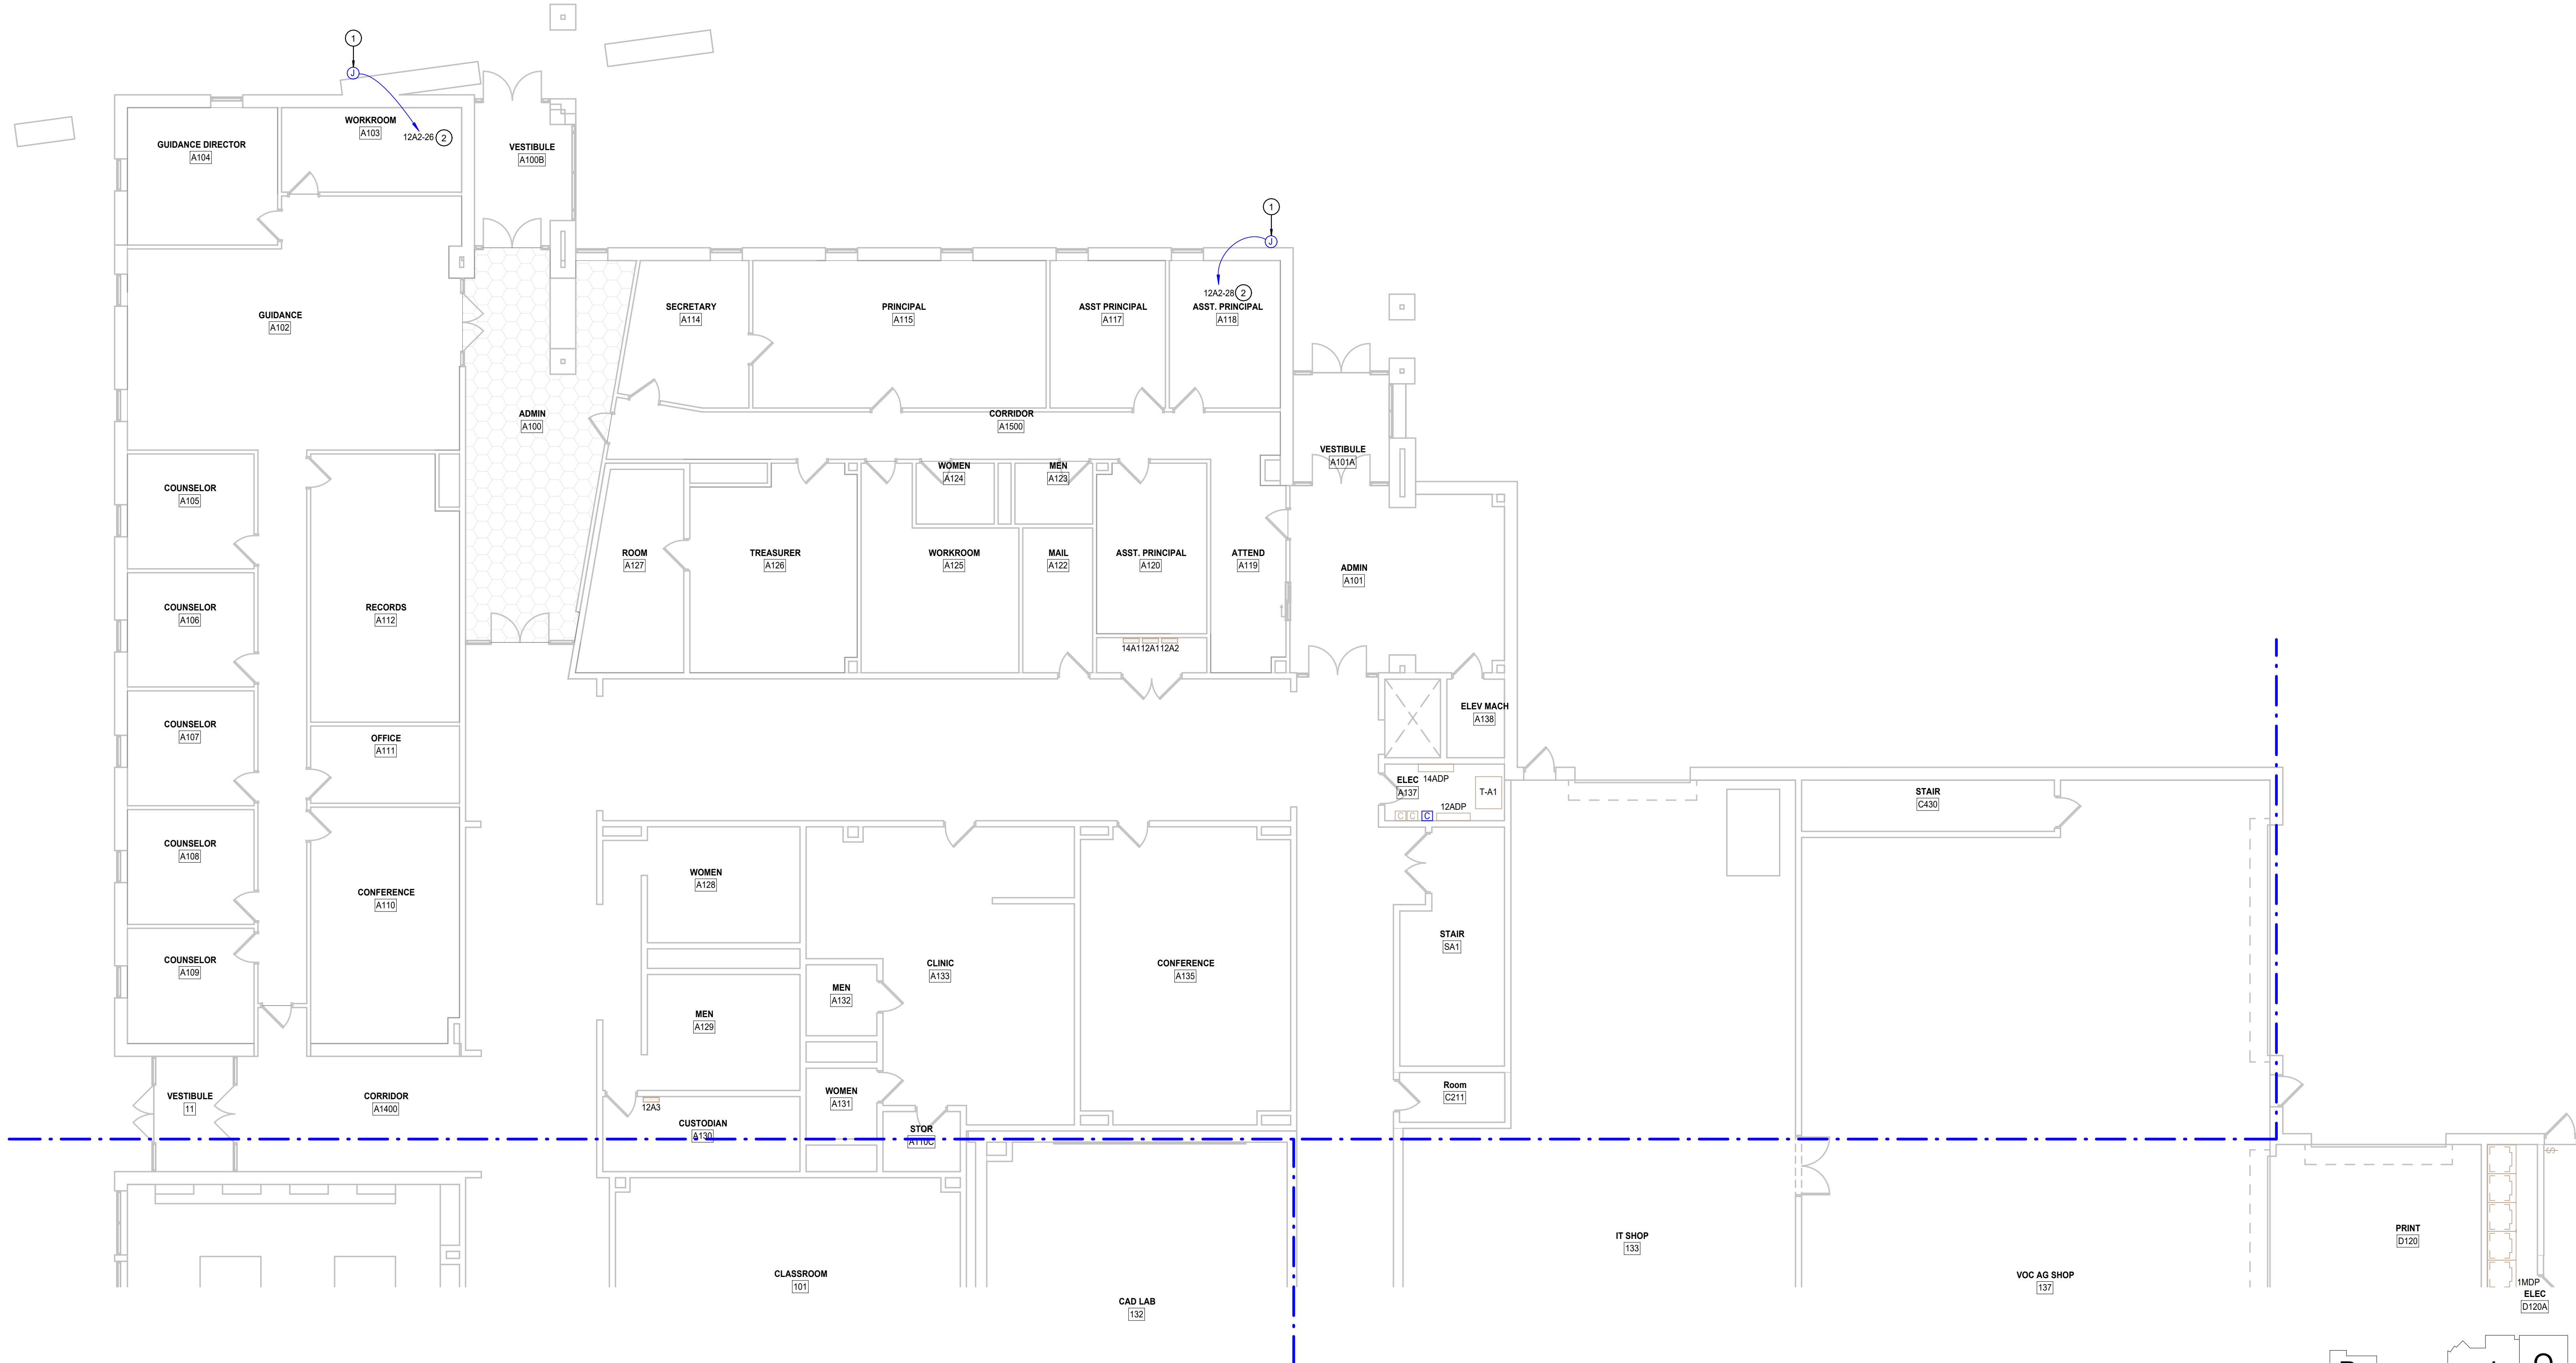 1
J
12A2-26 2
WORKROOM
A103
GUIDANCE DIRECTOR
A104
VESTIBULE
A100B
1
J
12A2-28 2
SECRETARY
A114
PRINCIPAL
A115
ASST PRINCIPAL
A117
ASST. PRINCIPAL
A118
GUIDANCE
A102
ADMIN
A100
CORRIDOR
A1500
VESTIBULE
A101A
WOMEN
A124
MEN
A123
COUNSELOR
A105
ROOM
A127
TREASURER
A126
WORKROOM
A125
MAIL
A122
ASST. PRINCIPAL
A120
ATTEND
A119
ADMIN
A101
COUNSELOR
A106
RECORDS
A112
14A112A112A2
COUNSELOR
A107
OFFICE
A111
ELEV MACH
A138
ELEC
A137
14ADP
T-A1
12ADP
C C C
STAIR
C430
COUNSELOR
A108
CONFERENCE
A110
WOMEN
A128
STAIR
SA1
COUNSELOR
A109
MEN
A129
MEN
A132
CLINIC
A133
CONFERENCE
A135
VESTIBULE
11
CORRIDOR
A1400
12A3
CUSTODIAN
A130
WOMEN
A131
STOR
A110C
Room
C211
S
CLASSROOM
101
CAD LAB
132
IT SHOP
133
VOC AG SHOP
137
PRINT
D120
1MDP
ELEC
D120A